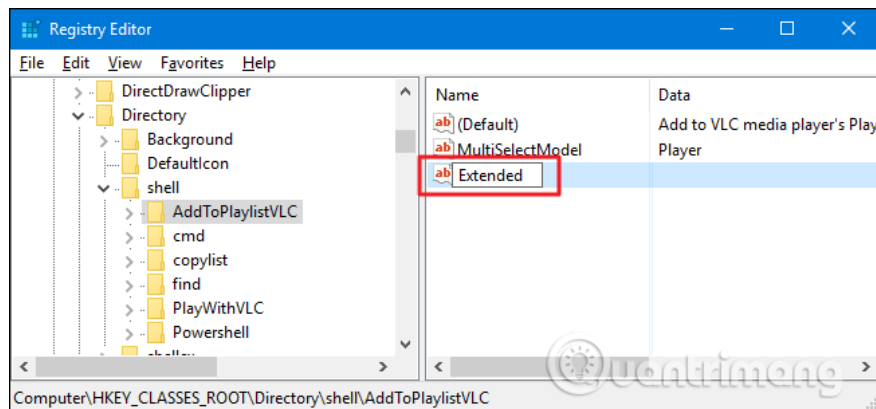 Registry Editor
File Edit View Favorites Help
DirectDrawClipper
Directory
Background
DefaultIcon
shell
AddToPlaylistVLC
cmd
copylist
find
PlayWithVLC
Powershell
Name Data
(Default) Add to VLC media player's Play
MultiSelectModel Player
Extended
Quantrimang
Computer\HKEY_CLASSES_ROOT\Directory\shell\AddToPlaylistVLC